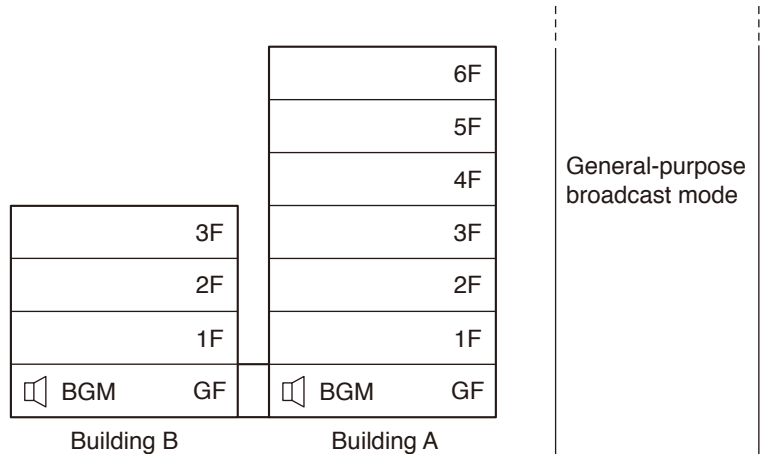 6F
5F
4F
General-purpose
broadcast mode
3F
3F
2F
2F
1F
1F
BGM GF
BGM GF
Building B
Building A